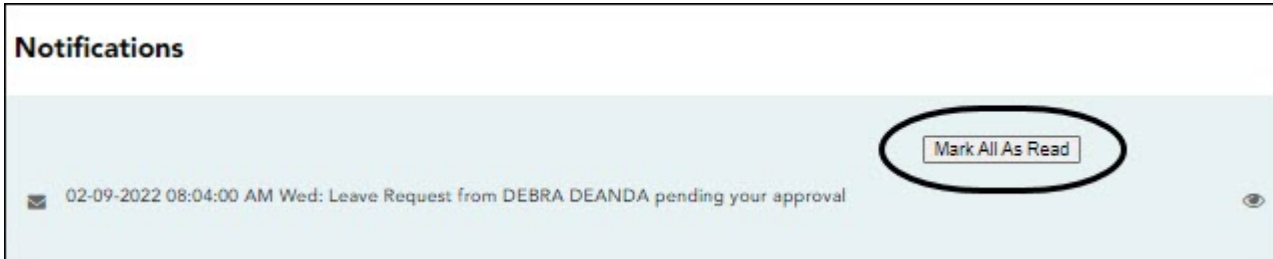 Notifications
Mark All As Read
02-09-2022 08:04:00 AM Wed: Leave Request from DEBRA DEANDA pending your approval